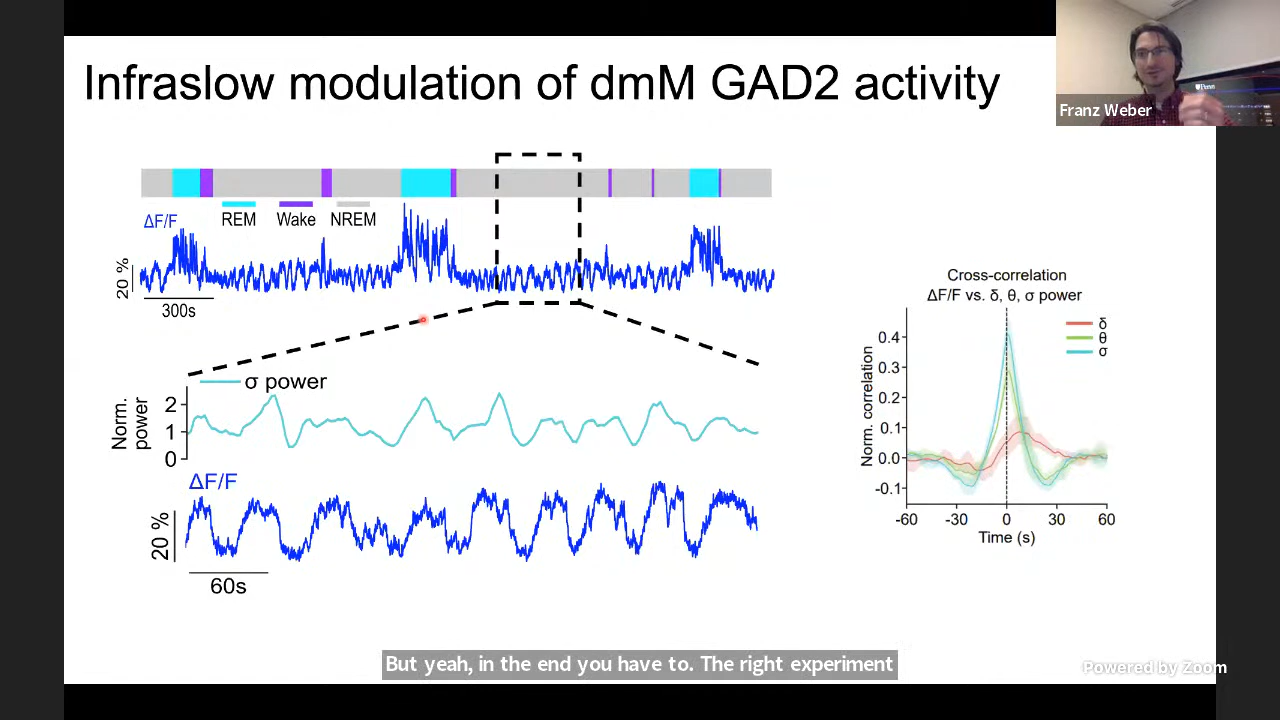 Infraslow modulation of dmM GAD2 activity
Penn
Franz Weber
ΔF/F
REM
Wake
NREM
20 %
300s
σ power
Norm.
power
2
1
0
ΔF/F
20 %
60s
Cross-correlation
ΔF/F vs. δ, θ, σ power
δ
θ
σ
Norm. correlation
0.4
0.3
0.2
0.1
0.0
-0.1
-60
-30
0
30
60
Time (s)
But yeah, in the end you have to. The right experiment
Powered by Zoom